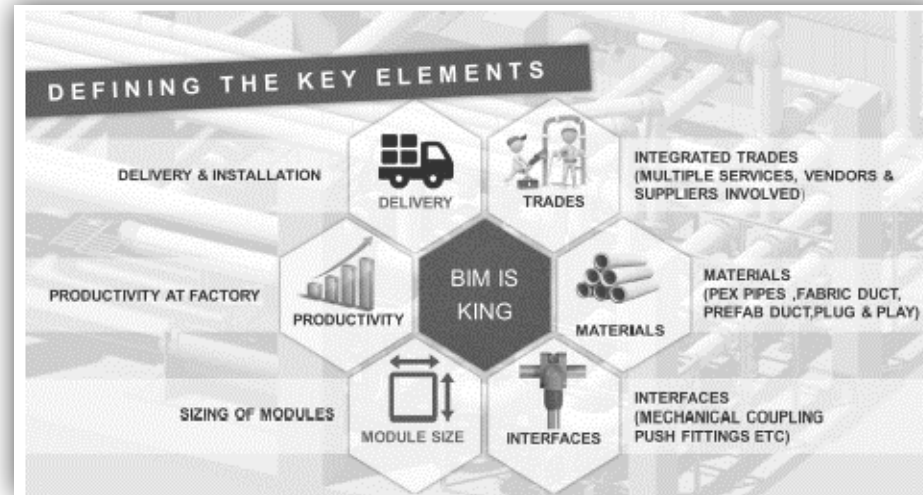 DEFINING THE KEY ELEMENTS
DELIVERY & INSTALLATION
DELIVERY
TRADES
INTEGRATED TRADES
(MULTIPLE SERVICES, VENDORS &
SUPPLIERS INVOLVED)
PRODUCTIVITY AT FACTORY
PRODUCTIVITY
BIM IS
KING
MATERIALS
MATERIALS
(PEX PIPES ,FABRIC DUCT,
PREFAB DUCT,PLUG & PLAY)
SIZING OF MODULES
MODULE SIZE
INTERFACES
INTERFACES
(MECHANICAL COUPLING
PUSH FITTINGS ETC)